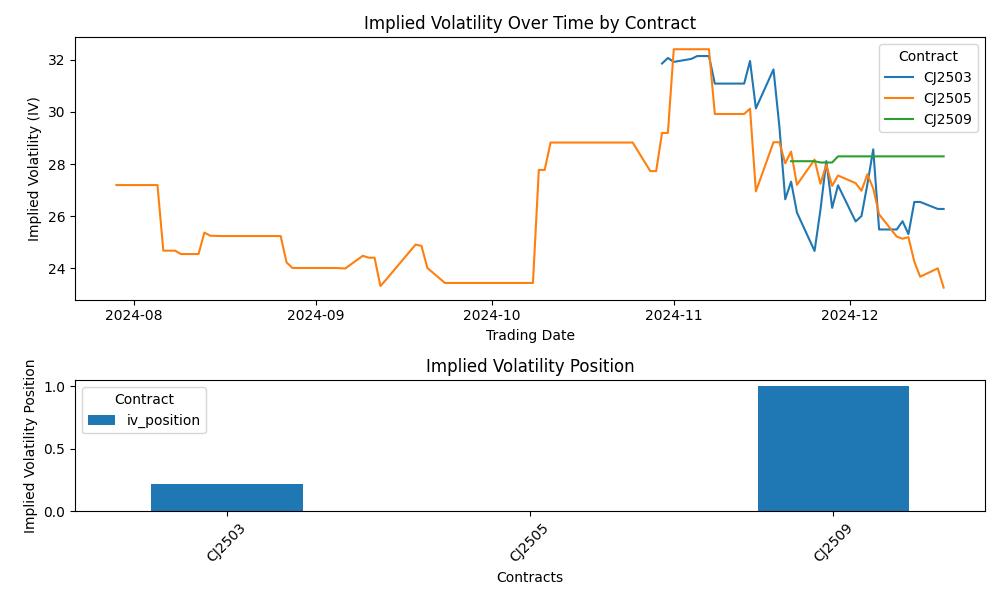 Implied Volatility Over Time by Contract
Implied Volatility (IV)
32
30
28
26
24
Contract
CJ2503
CJ2505
CJ2509
2024-08
2024-09
2024-10
2024-11
2024-12
Trading Date
Implied Volatility Position
Implied Volatility Position
1.0
0.5
0.0
Contract
iv_position
CJ2503
CJ2505
CJ2509
Contracts